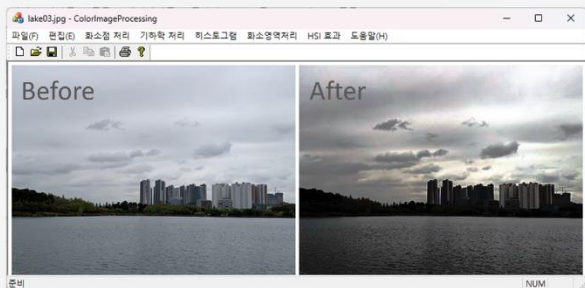 lake03.jpg - ColorImageProcessing
파일(F) 편집(E) 화소점 처리 기하학 처리 히스토그램 화소영역처리 HSI 효과 도움말(H)
Before After
준비 NUM